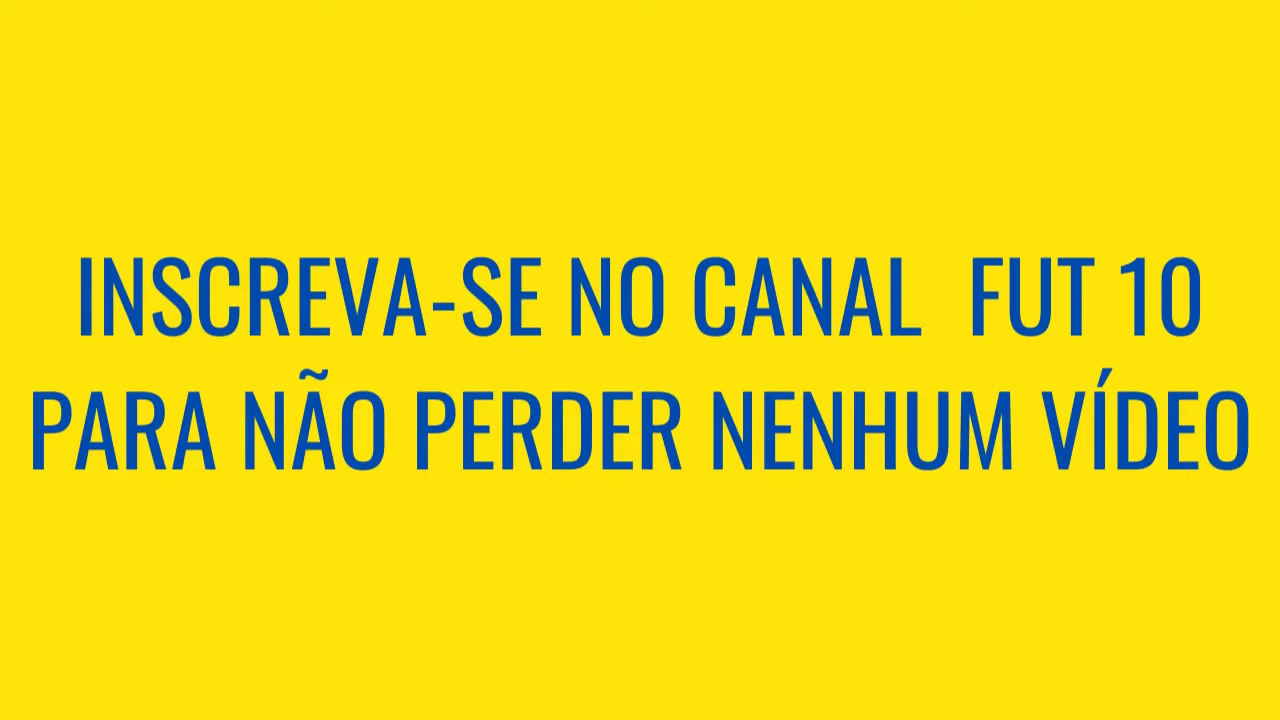 INSCREVA-SE NO CANAL  FUT 10
PARA NÃO PERDER NENHUM VÍDEO